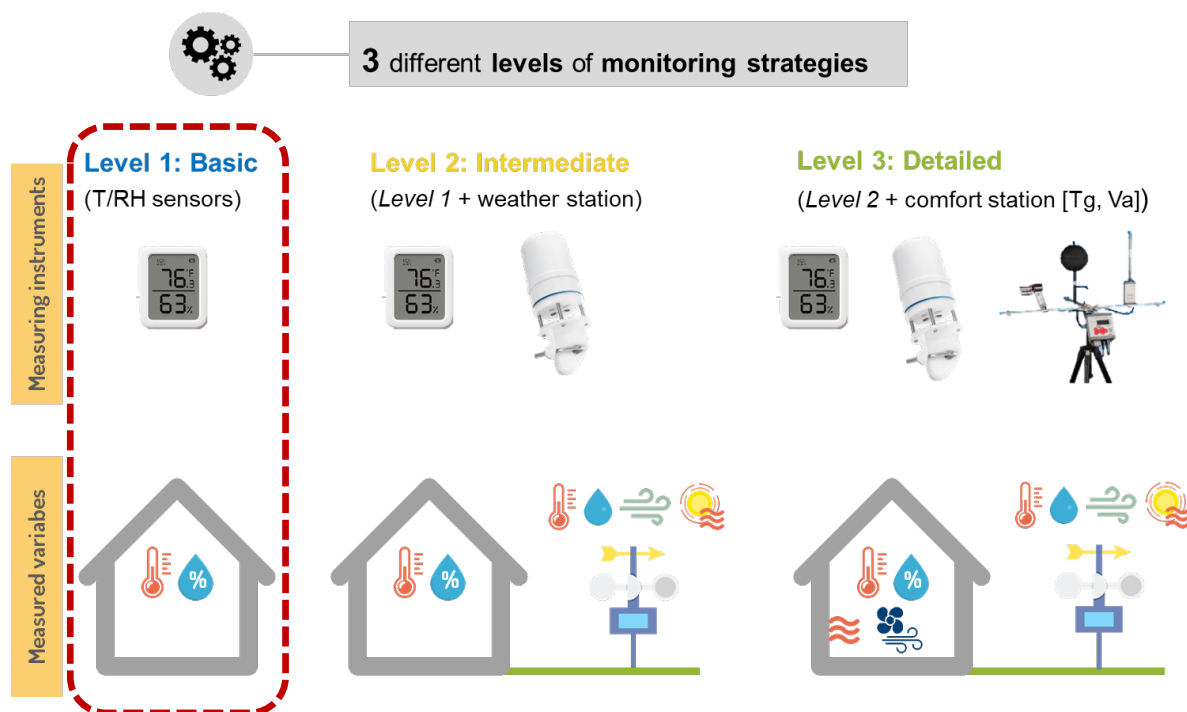 3 different levels of monitoring strategies
Level 1: Basic
(T/RH sensors)
Level 2: Intermediate
(Level 1 + weather station)
Level 3: Detailed
(Level 2 + comfort station [Tg, Va])
Measuring instruments
76.3 °F
63%
76.3 °F
63%
76.3 °F
63%
Measured variabes
%
%
%